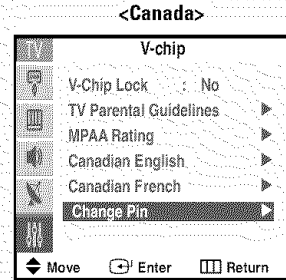 <Canada>
TV
V-chip
V-Chip Lock : No
TV Parental Guidelines
MPAA Rating
Canadian English
Canadian French
Change Pin
Move Enter Return